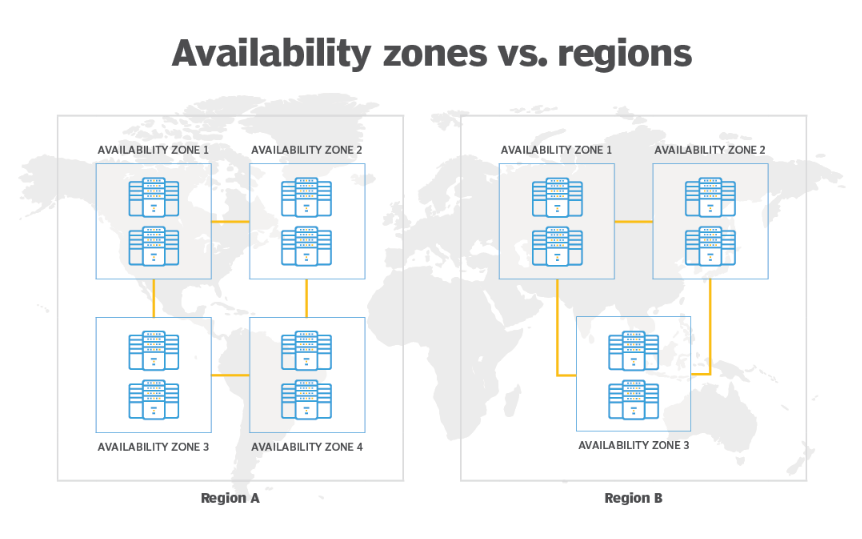 Availability zones vs. regions
AVAILABILITY ZONE 1
AVAILABILITY ZONE 2
AVAILABILITY ZONE 3
AVAILABILITY ZONE 4
Region A
AVAILABILITY ZONE 1
AVAILABILITY ZONE 2
AVAILABILITY ZONE 3
Region B